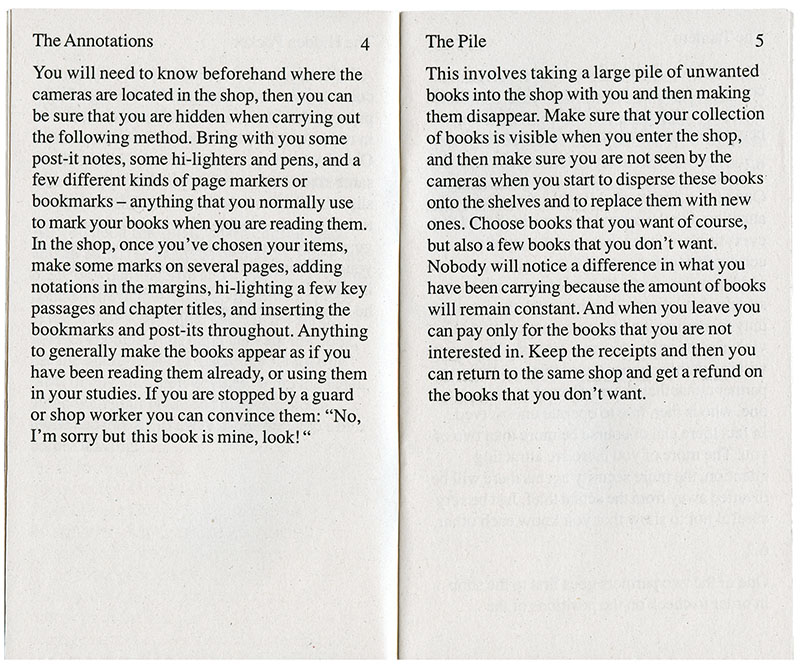 The Annotations 4
You will need to know beforehand where the
cameras are located in the shop, then you can
be sure that you are hidden when carrying out
the following method. Bring with you some
post-it notes, some hi-lighters and pens, and a
few different kinds of page markers or
bookmarks – anything that you normally use
to mark your books when you are reading them.
In the shop, once you’ve chosen your items,
make some marks on several pages, adding
notations in the margins, hi-lighting a few key
passages and chapter titles, and inserting the
bookmarks and post-its throughout. Anything
to generally make the books appear as if you
have been reading them already, or using them
in your studies. If you are stopped by a guard
or shop worker you can convince them: “No,
I’m sorry but this book is mine, look! “
The Pile 5
This involves taking a large pile of unwanted
books into the shop with you and then making
them disappear. Make sure that your collection
of books is visible when you enter the shop,
and then make sure you are not seen by the
cameras when you start to disperse these books
onto the shelves and to replace them with new
ones. Choose books that you want of course,
but also a few books that you don’t want.
Nobody will notice a difference in what you
have been carrying because the amount of books
will remain constant. And when you leave you
can pay only for the books that you are not
interested in. Keep the receipts and then you
can return to the same shop and get a refund on
the books that you don’t want.